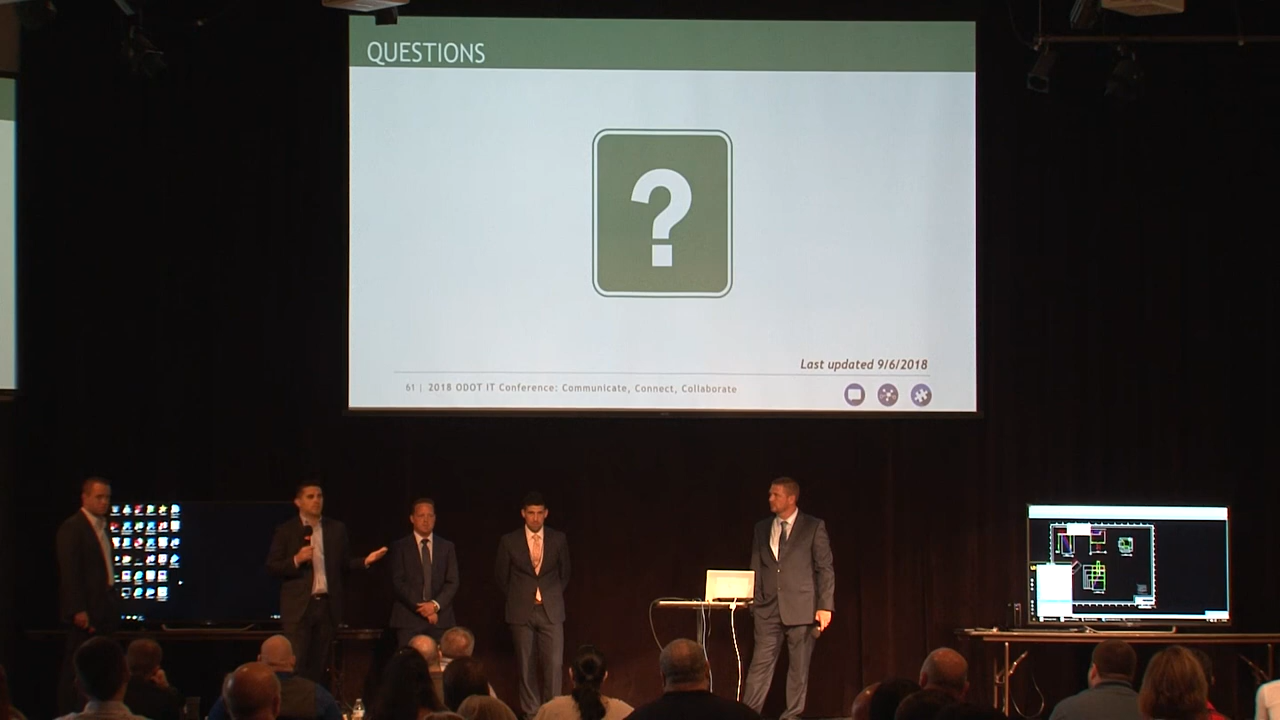 QUESTIONS
?
Last updated 9/6/2018
61 | 2018 ODOT IT Conference: Communicate, Connect, Collaborate